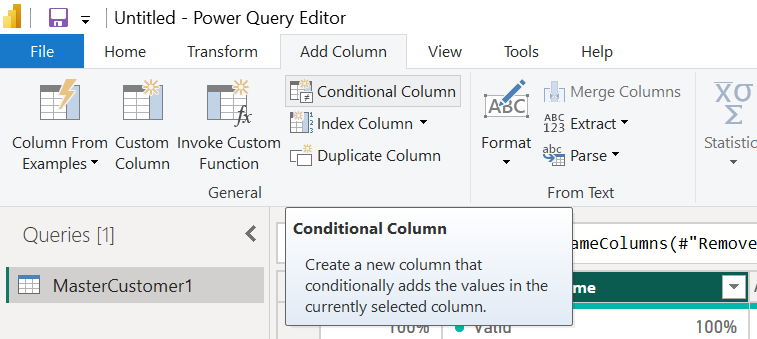 Untitled - Power Query Editor
File
Home
Transform
Add Column
View
Tools
Help
Column From
Examples
Custom
Column
Invoke Custom
Function
Conditional Column
Index Column
Duplicate Column
General
ABC
Format
Merge Columns
ABC
123
Extract
abc
Parse
From Text
Xσ
Σ
Statistic
Queries [1]
MasterCustomer1
Conditional Column
Create a new column that
conditionally adds the values in the
currently selected column.
ameColumns(#"Remove
me
100%
Valid
100%